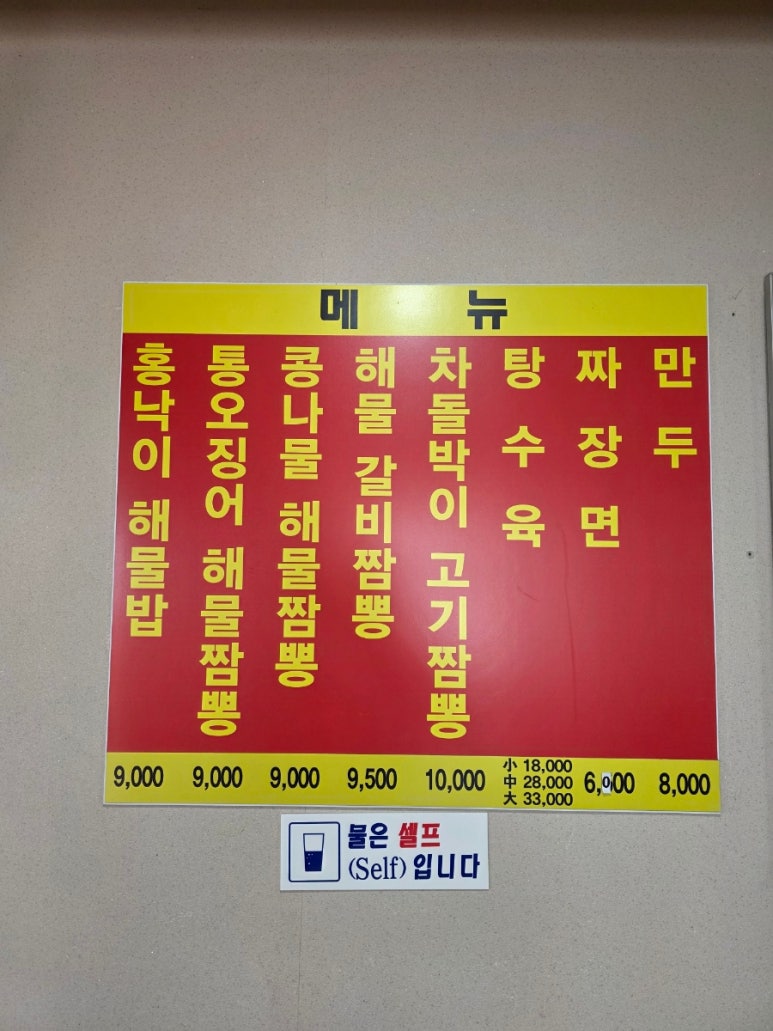 메뉴
홍낙이 해물밥
통오징어 해물짬뽕
콩나물 해물짬뽕
해물 갈비짬뽕
차돌박이 고기짬뽕
탕수육
짜장면
만두
9,000
9,000
9,000
9,500
10,000
小 18,000
中 28,000
大 33,000
6,000
8,000
물은 셀프
(Self) 입니다